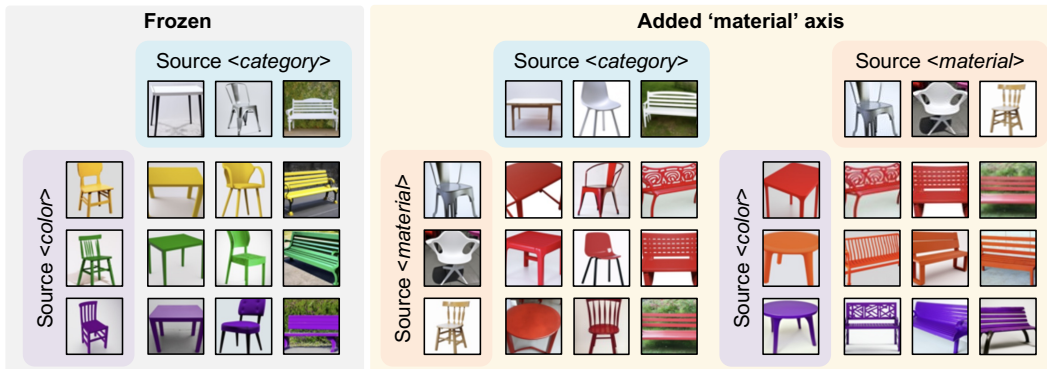 Frozen
Added ‘material’ axis
Source <category>
Source <category>
Source <material>
Source <color>
Source <material>
Source <color>